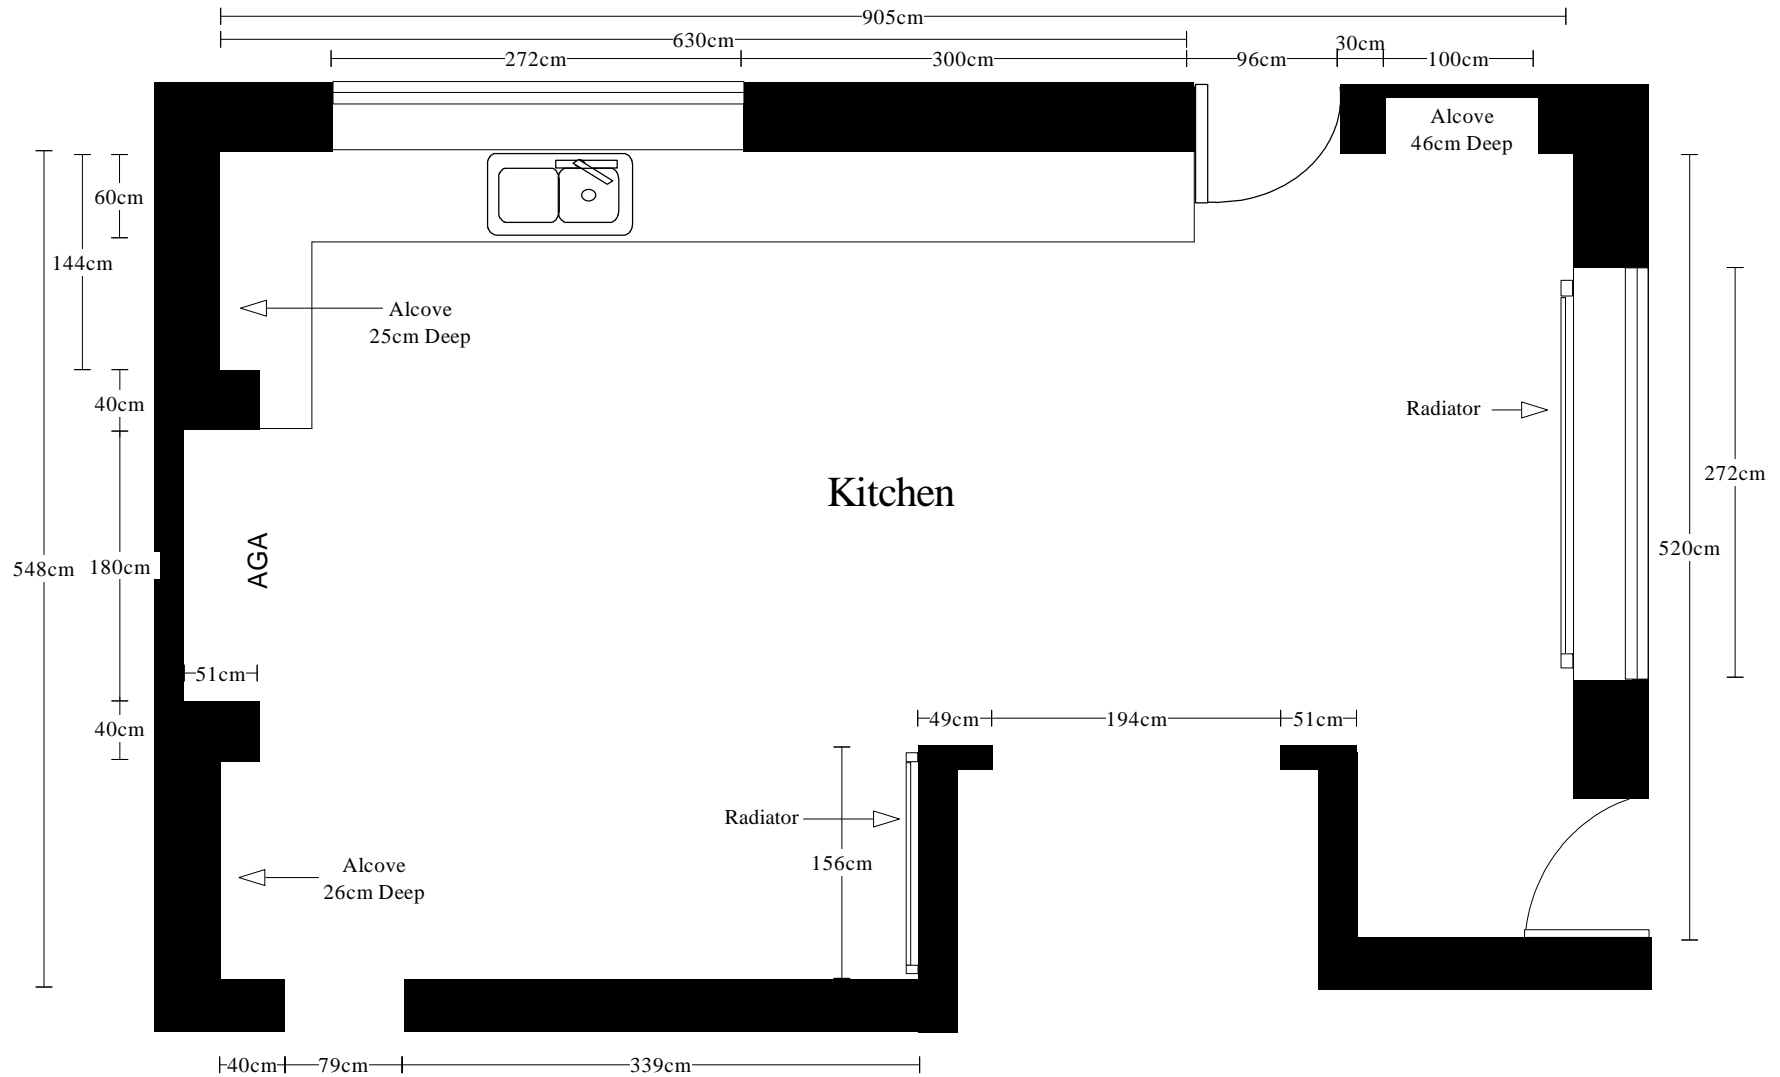 905cm
630cm
30cm
272cm
300cm
96cm
100cm
Alcove
46cm Deep
60cm
144cm
Alcove
25cm Deep
40cm
Radiator
272cm
Kitchen
AGA
548cm
180cm
520cm
51cm
49cm
194cm
51cm
40cm
Radiator
156cm
Alcove
26cm Deep
40cm
79cm
339cm